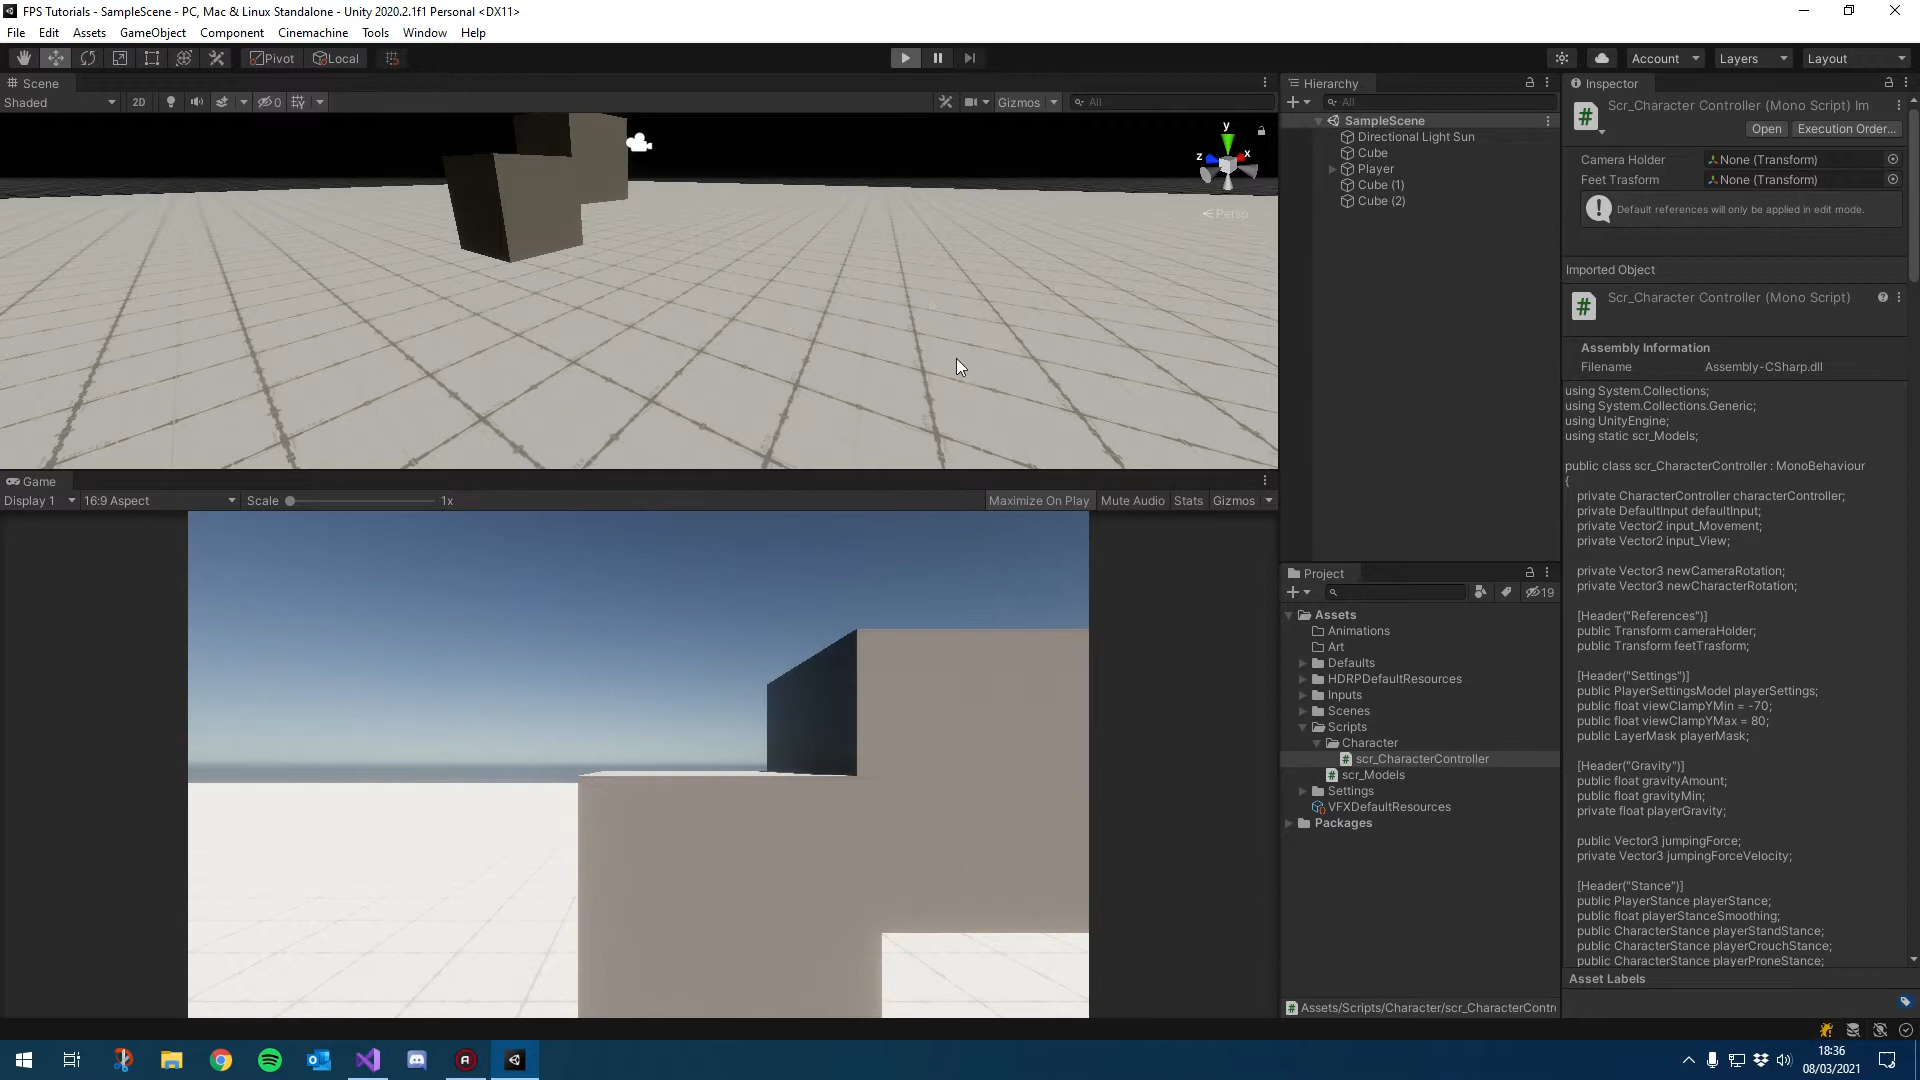 FPS Tutorials - SampleScene - PC, Mac & Linux Standalone - Unity 2020.2.1f1 Personal <DX11>
File Edit Assets GameObject Component Cinemachine Tools Window Help
Pivot Local Account Layers Layout
Scene
Shaded 2D 0 Gizmos All
y
z x
Persp
Game
Display 1 16:9 Aspect Scale 1x Maximize On Play Mute Audio Stats Gizmos
Hierarchy
All
SampleScene
Directional Light Sun
Cube
Player
Cube (1)
Cube (2)
Project
19
Assets
Animations
Art
Defaults
HDRPDefaultResources
Inputs
Scenes
Scripts
Character
scr_CharacterController
scr_Models
Settings
VFXDefaultResources
Packages
Assets/Scripts/Character/scr_CharacterContr
Inspector
Scr_Character Controller (Mono Script) Im
Open Execution Order...
Camera Holder None (Transform)
Feet Trasform None (Transform)
Default references will only be applied in edit mode.
Imported Object
Scr_Character Controller (Mono Script)
Assembly Information
Filename Assembly-CSharp.dll
using System.Collections;
using System.Collections.Generic;
using UnityEngine;
using static scr_Models;
public class scr_CharacterController : MonoBehaviour
{
private CharacterController characterController;
private DefaultInput defaultInput;
private Vector2 input_Movement;
private Vector2 input_View;
private Vector3 newCameraRotation;
private Vector3 newCharacterRotation;
[Header("References")]
public Transform cameraHolder;
public Transform feetTrasform;
[Header("Settings")]
public PlayerSettingsModel playerSettings;
public float viewClampYMin = -70;
public float viewClampYMax = 80;
public LayerMask playerMask;
[Header("Gravity")]
public float gravityAmount;
public float gravityMin;
private float playerGravity;
public Vector3 jumpingForce;
private Vector3 jumpingForceVelocity;
[Header("Stance")]
public PlayerStance playerStance;
public float playerStanceSmoothing;
public CharacterStance playerStandStance;
public CharacterStance playerCrouchStance;
public CharacterStance playerProneStance;
Asset Labels
18:36
08/03/2021